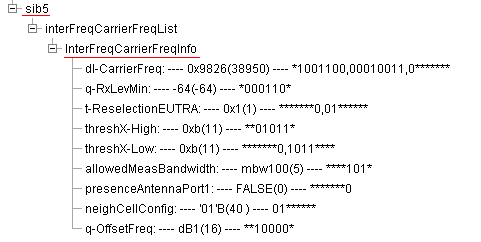 sib5
interFreqCarrierFreqList
InterFreqCarrierFreqInfo
dl-CarrierFreq: ---- 0x9826(38950) ---- *1001100,00010011,0*******
q-RxLevMin: ---- -64(-64) ---- *000110*
t-ReselectionEUTRA: ---- 0x1(1) ---- *******0,01******
threshX-High: ---- 0xb(11) ---- **01011*
threshX-Low: ---- 0xb(11) ---- *******0,1011****
allowedMeasBandwidth: ---- mbw100(5) ---- ****101*
presenceAntennaPort1: ---- FALSE(0) ---- *******0
neighCellConfig: ---- '01'B(40 ) ---- 01******
q-OffsetFreq: ---- dB1(16) ---- **10000*